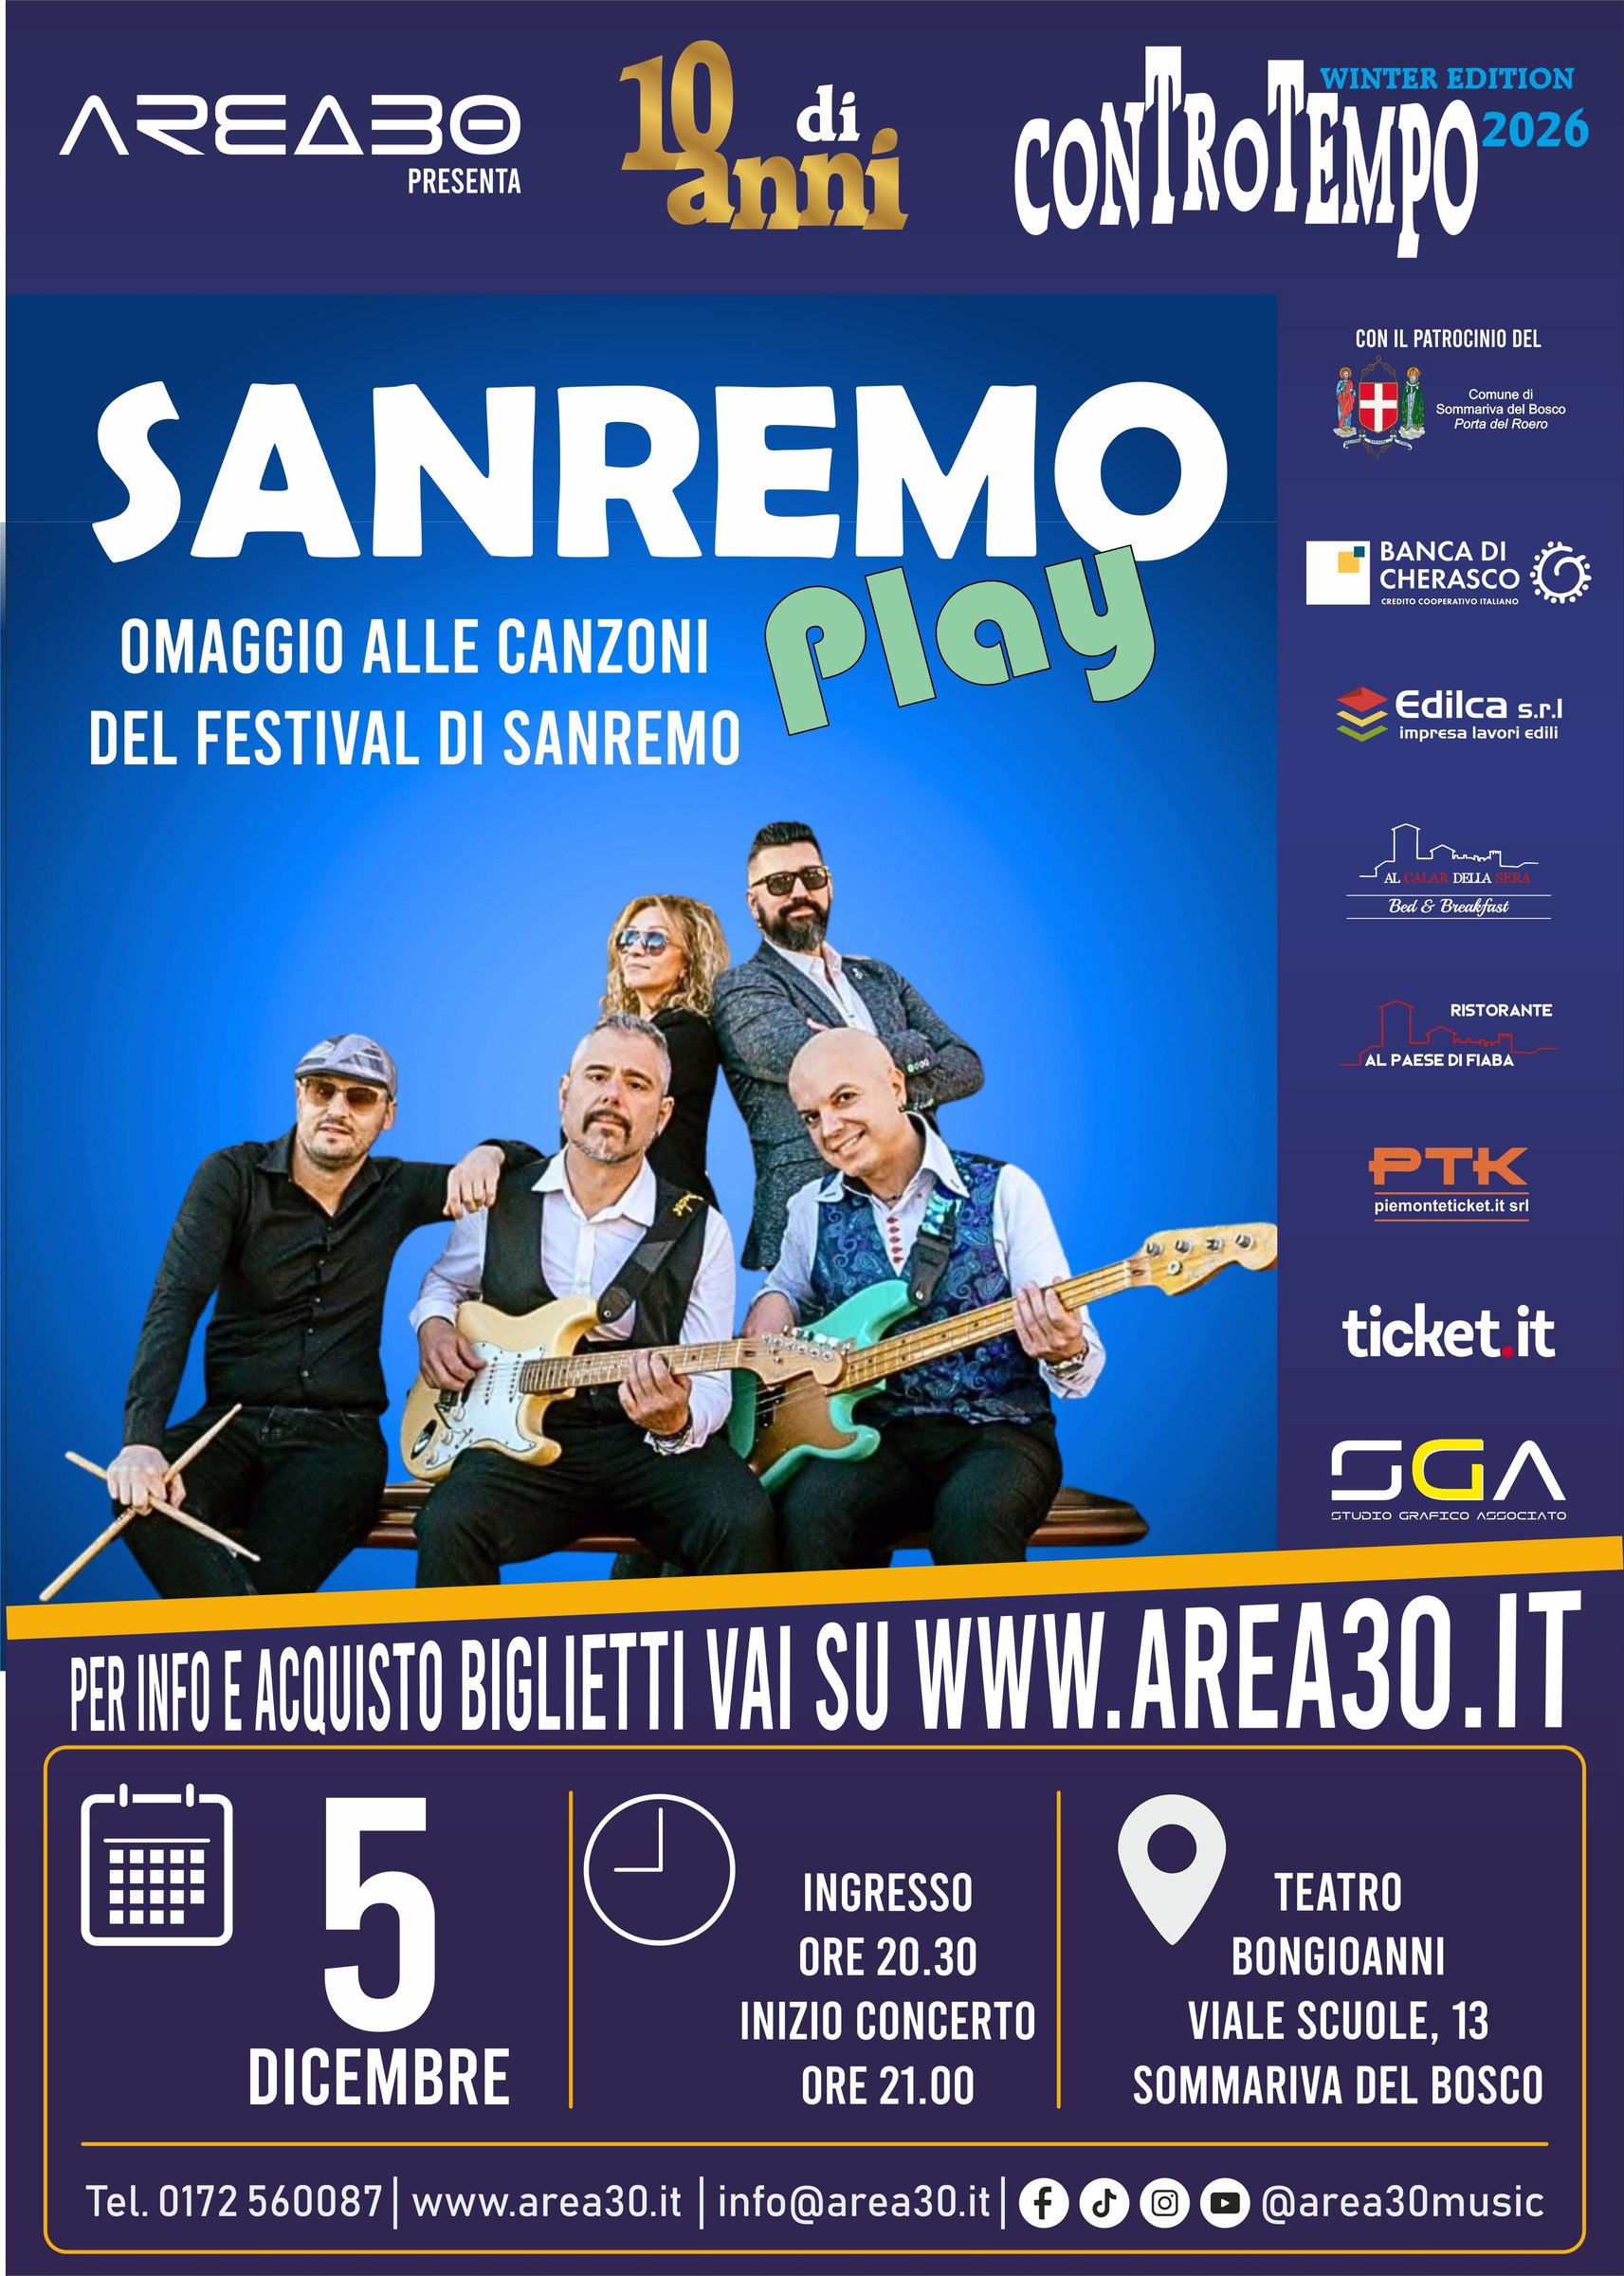 AREA30
PRESENTA
10 di
anni
CONTROTEMPO
WINTER EDITION
2026
SANREMO
play
OMAGGIO ALLE CANZONI
DEL FESTIVAL DI SANREMO
CON IL PATROCINIO DEL
Comune di
Sommariva del Bosco
Porta del Roero
BANCA DI
CHERASCO
CREDITO COOPERATIVO ITALIANO
Edilca s.r.l
impresa lavori edili
AL CALAR DELLA SERA
Bed & Breakfast
RISTORANTE
AL PAESE DI FIABA
PTK
piemonteticket.it srl
ticket.it
SGA
STUDIO GRAFICO ASSOCIATO
PER INFO E ACQUISTO BIGLIETTI VAI SU WWW.AREA30.IT
5
DICEMBRE
INGRESSO
ORE 20.30
INIZIO CONCERTO
ORE 21.00
TEATRO
BONGIOANNI
VIALE SCUOLE, 13
SOMMARIVA DEL BOSCO
Tel. 0172 560087 | www.area30.it | info@area30.it | @area30music